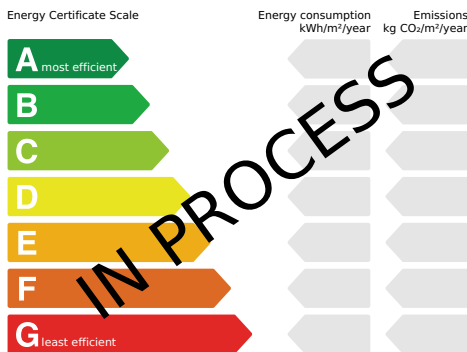 Energy Certificate Scale
Energy consumption
kWh/m²/year
Emissions
kg CO₂/m²/year
A most efficient
B
C
D
E
F
G least efficient
IN PROCESS